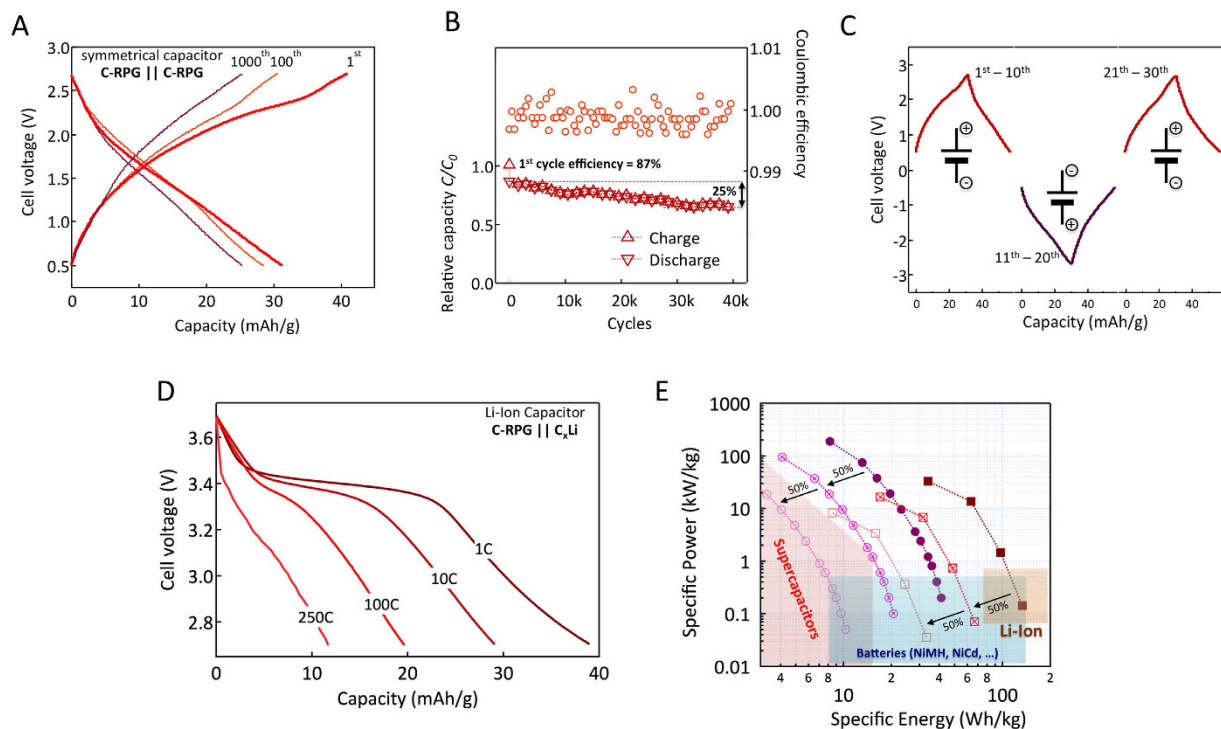 A
3.0
2.5
2.0
1.5
1.0
0.5
Cell voltage (V)
symmetrical capacitor
C-RPG || C-RPG
1000th
100th
1st
0
10
20
30
40
Capacity (mAh/g)
B
1.0
0.5
0.0
Relative capacity C/C0
1st cycle efficiency = 87%
25%
Charge
Discharge
1.01
1.00
0.99
Coulombic efficiency
0
10k
20k
30k
40k
Cycles
C
3
2
1
0
-1
-2
-3
Cell voltage (V)
1st – 10th
21th – 30th
11th – 20th
+
-
-
+
+
-
0
20
40
0
20
40
0
20
40
Capacity (mAh/g)
D
3.6
3.4
3.2
3.0
2.8
Cell voltage (V)
Li-Ion Capacitor
C-RPG || CxLi
1C
10C
100C
250C
0
10
20
30
40
Capacity (mAh/g)
E
1000
100
10
1
0.1
0.01
Specific Power (kW/kg)
50%
50%
50%
50%
Supercapacitors
Li-Ion
Batteries (NiMH, NiCd, ...)
4
6
8
10
2
4
6
8
100
2
Specific Energy (Wh/kg)